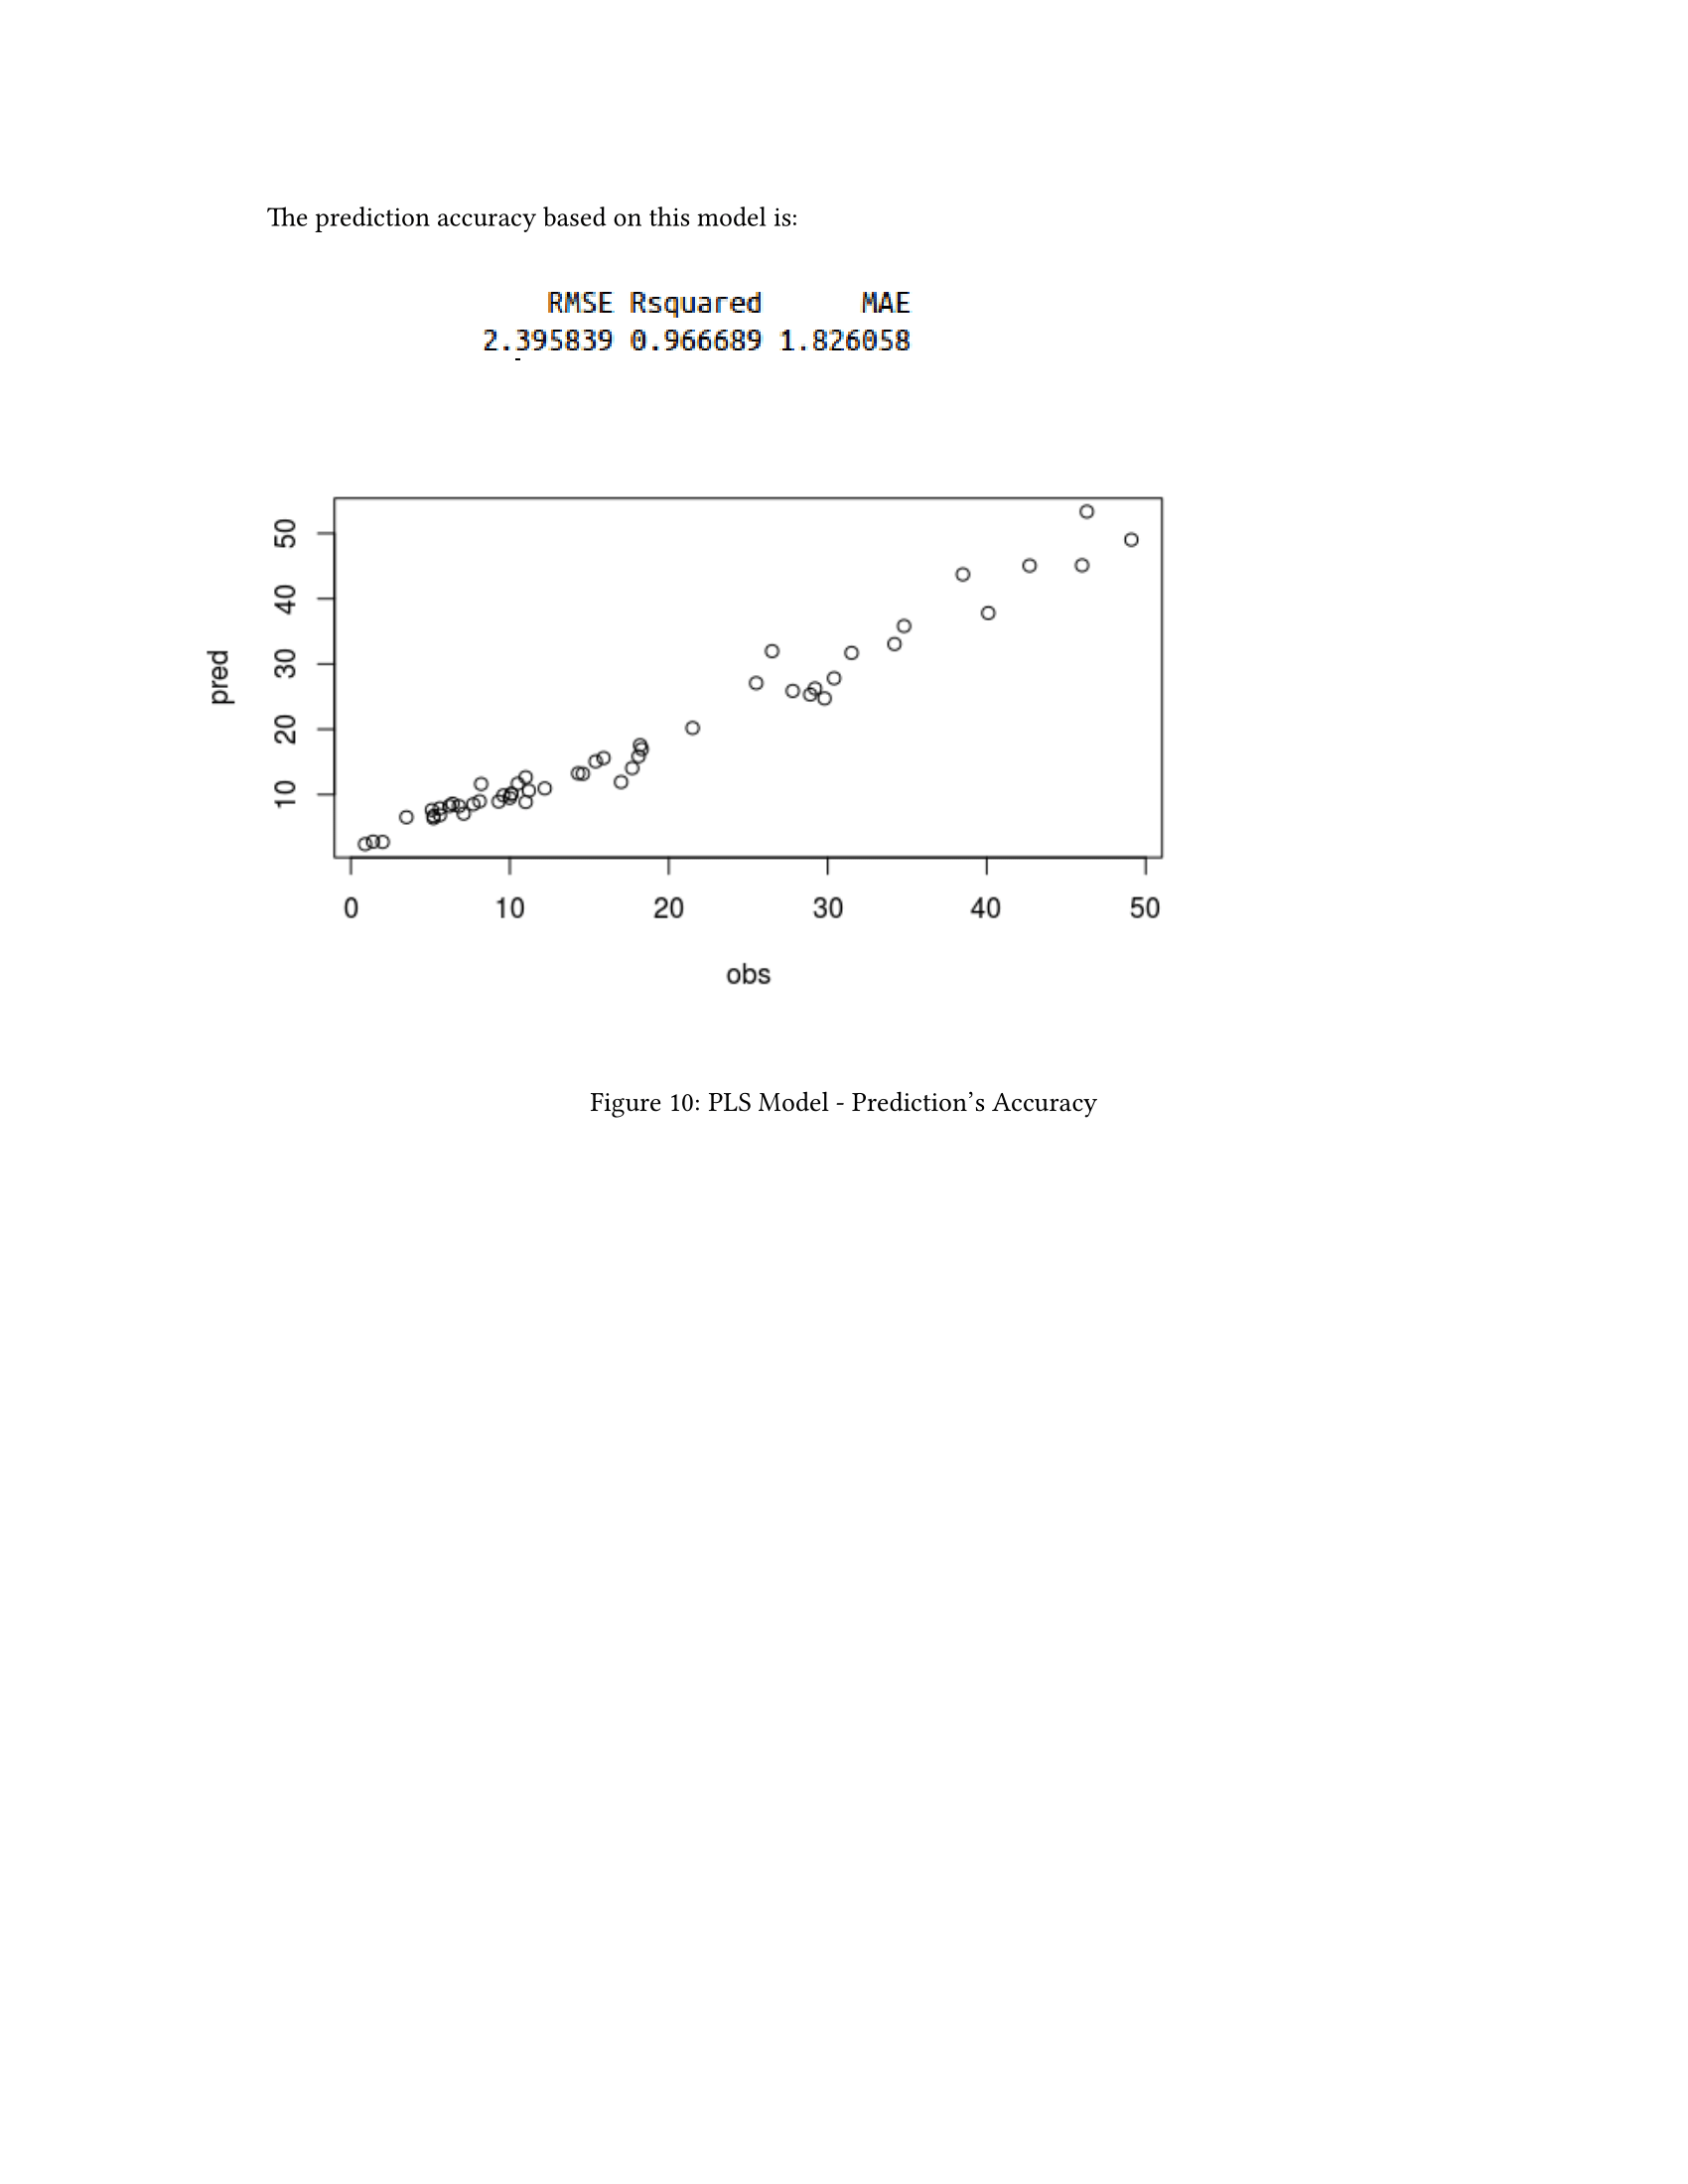 The prediction accuracy based on this model is:
RMSE Rsquared MAE
2.395839 0.966689 1.826058
50
40
30
20
10
pred
0 10 20 30 40 50
obs
Figure 10: PLS Model - Prediction’s Accuracy